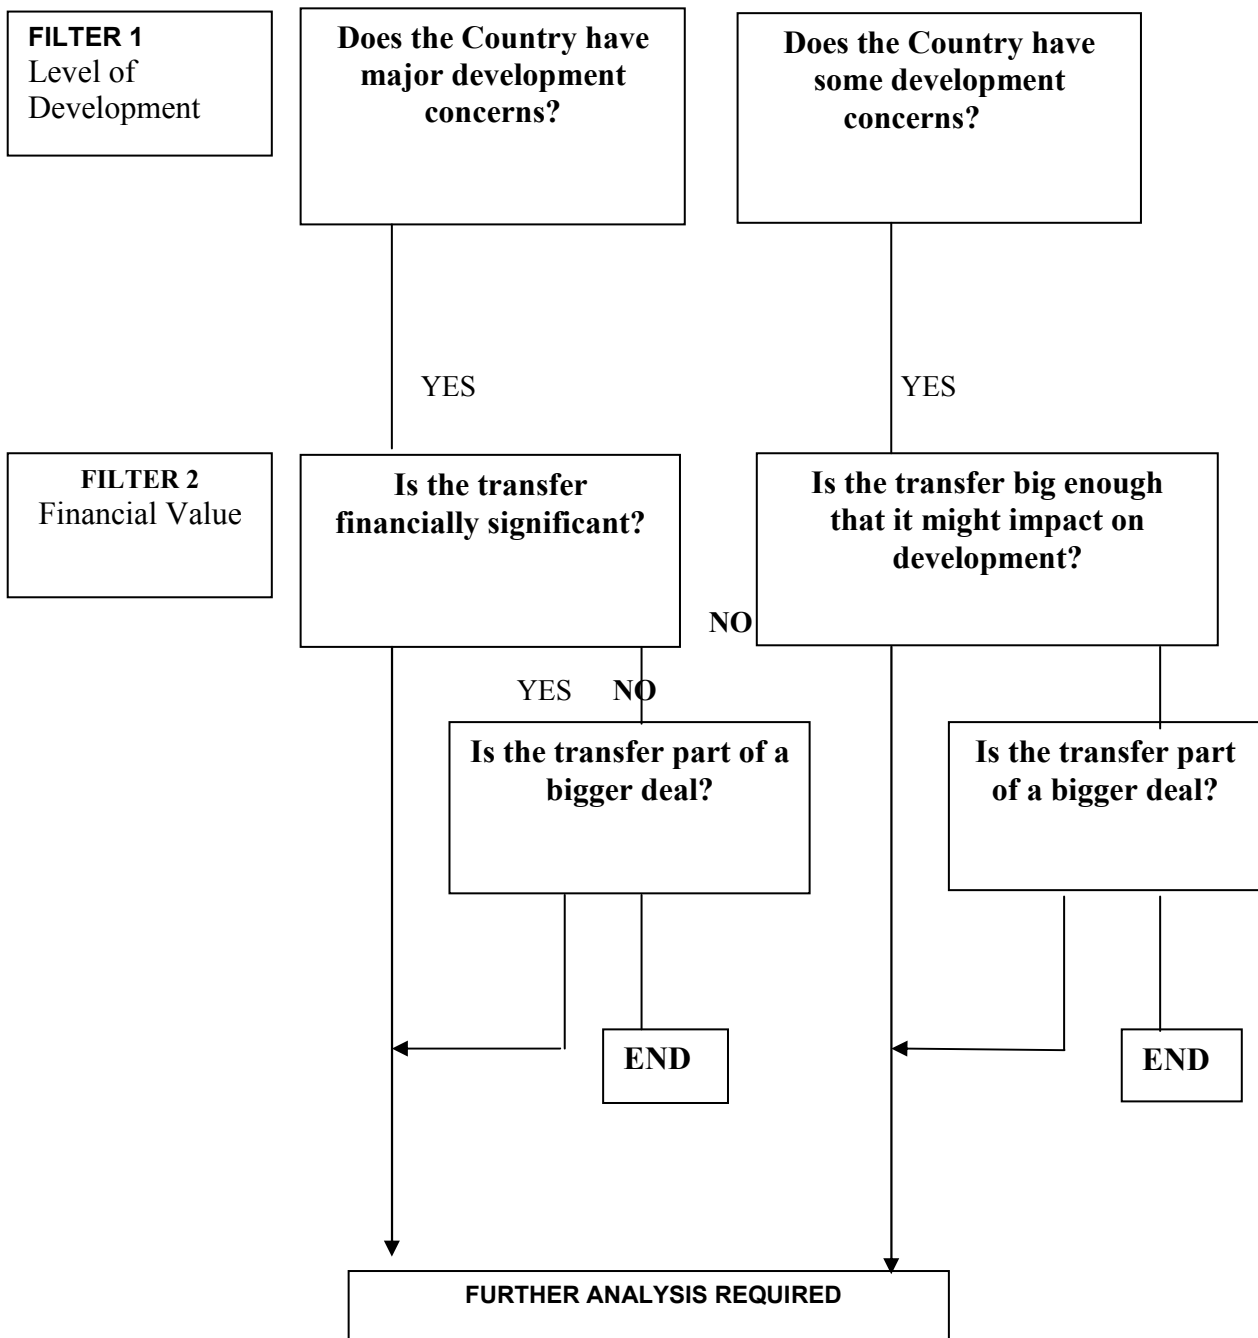 FILTER 1
Level of
Development
Does the Country have
major development
concerns?
Does the Country have
some development
concerns?
YES
YES
FILTER 2
Financial Value
Is the transfer
financially significant?
Is the transfer big enough
that it might impact on
development?
NO
YES
NO
Is the transfer part of a
bigger deal?
Is the transfer part
of a bigger deal?
END
END
FURTHER ANALYSIS REQUIRED